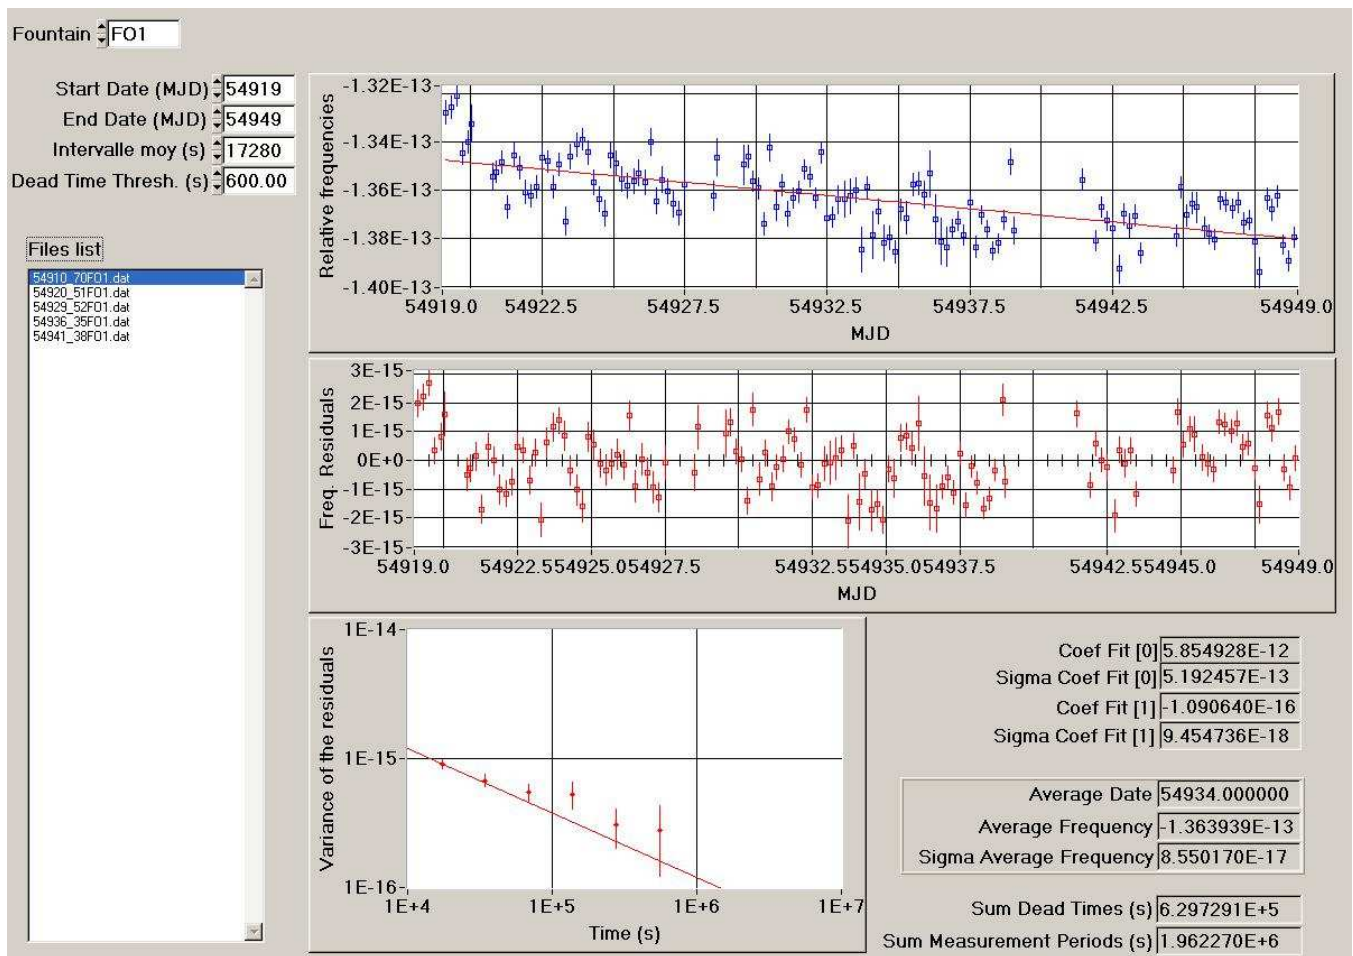 Fountain FO1
Start Date (MJD) 54919
End Date (MJD) 54949
Intervalle moy (s) 17280
Dead Time Thresh. (s) 600.00
Files list
54910_70FO1.dat
54920_51FO1.dat
54929_52FO1.dat
54936_35FO1.dat
54941_38FO1.dat
Relative frequencies
-1.32E-13
-1.34E-13
-1.36E-13
-1.38E-13
-1.40E-13
54919.0 54922.5 54927.5 54932.5 54937.5 54942.5 54949.0
MJD
Freq. Residuals
3E-15
2E-15
1E-15
0E+0
-1E-15
-2E-15
-3E-15
54919.0 54922.554925.054927.5 54932.554935.054937.5 54942.554945.0 54949.0
MJD
Variance of the residuals
1E-14
1E-15
1E-16
1E+4 1E+5 1E+6 1E+7
Time (s)
Coef Fit [0] 5.854928E-12
Sigma Coef Fit [0] 5.192457E-13
Coef Fit [1] -1.090640E-16
Sigma Coef Fit [1] 9.454736E-18
Average Date 54934.000000
Average Frequency -1.363939E-13
Sigma Average Frequency 8.550170E-17
Sum Dead Times (s) 6.297291E+5
Sum Measurement Periods (s) 1.962270E+6